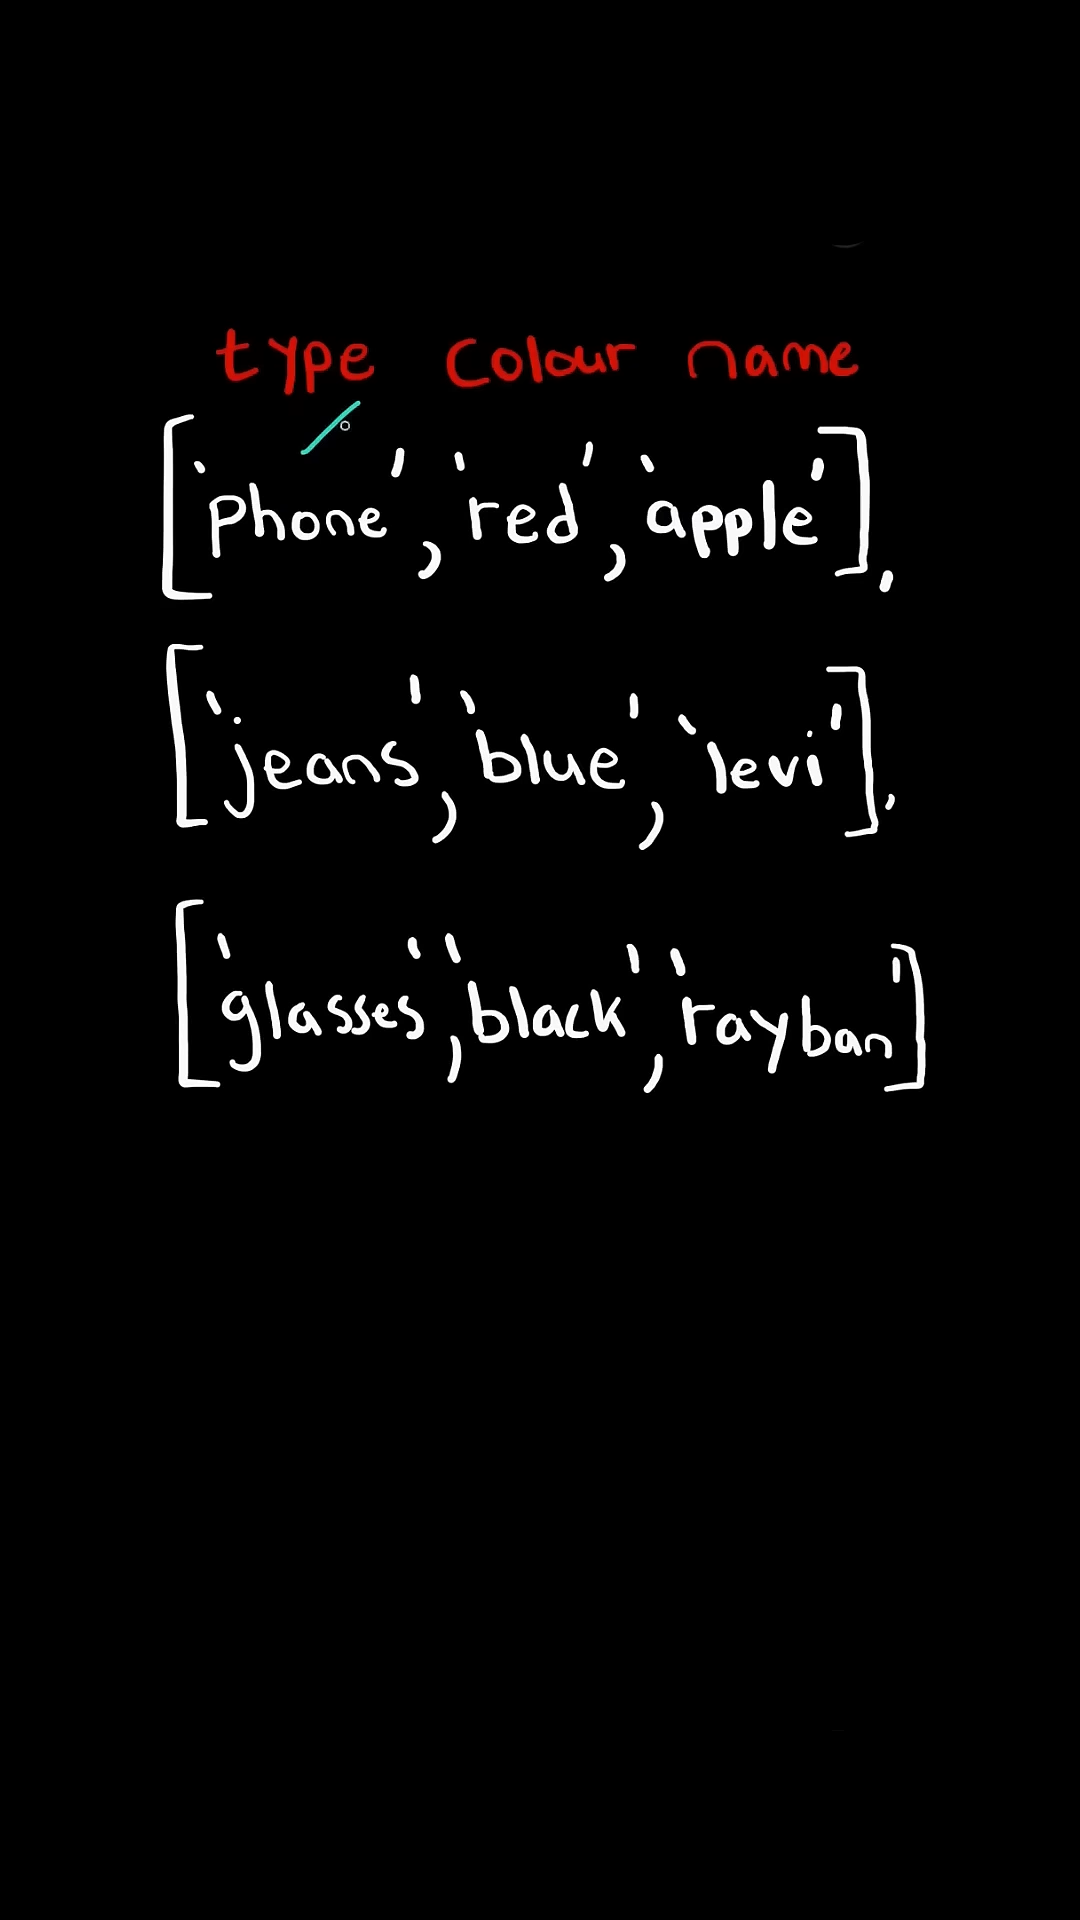 type colour name
['phone', 'red', 'apple'],
['jeans', 'blue', 'levi'],
['glasses', 'black', 'rayban']